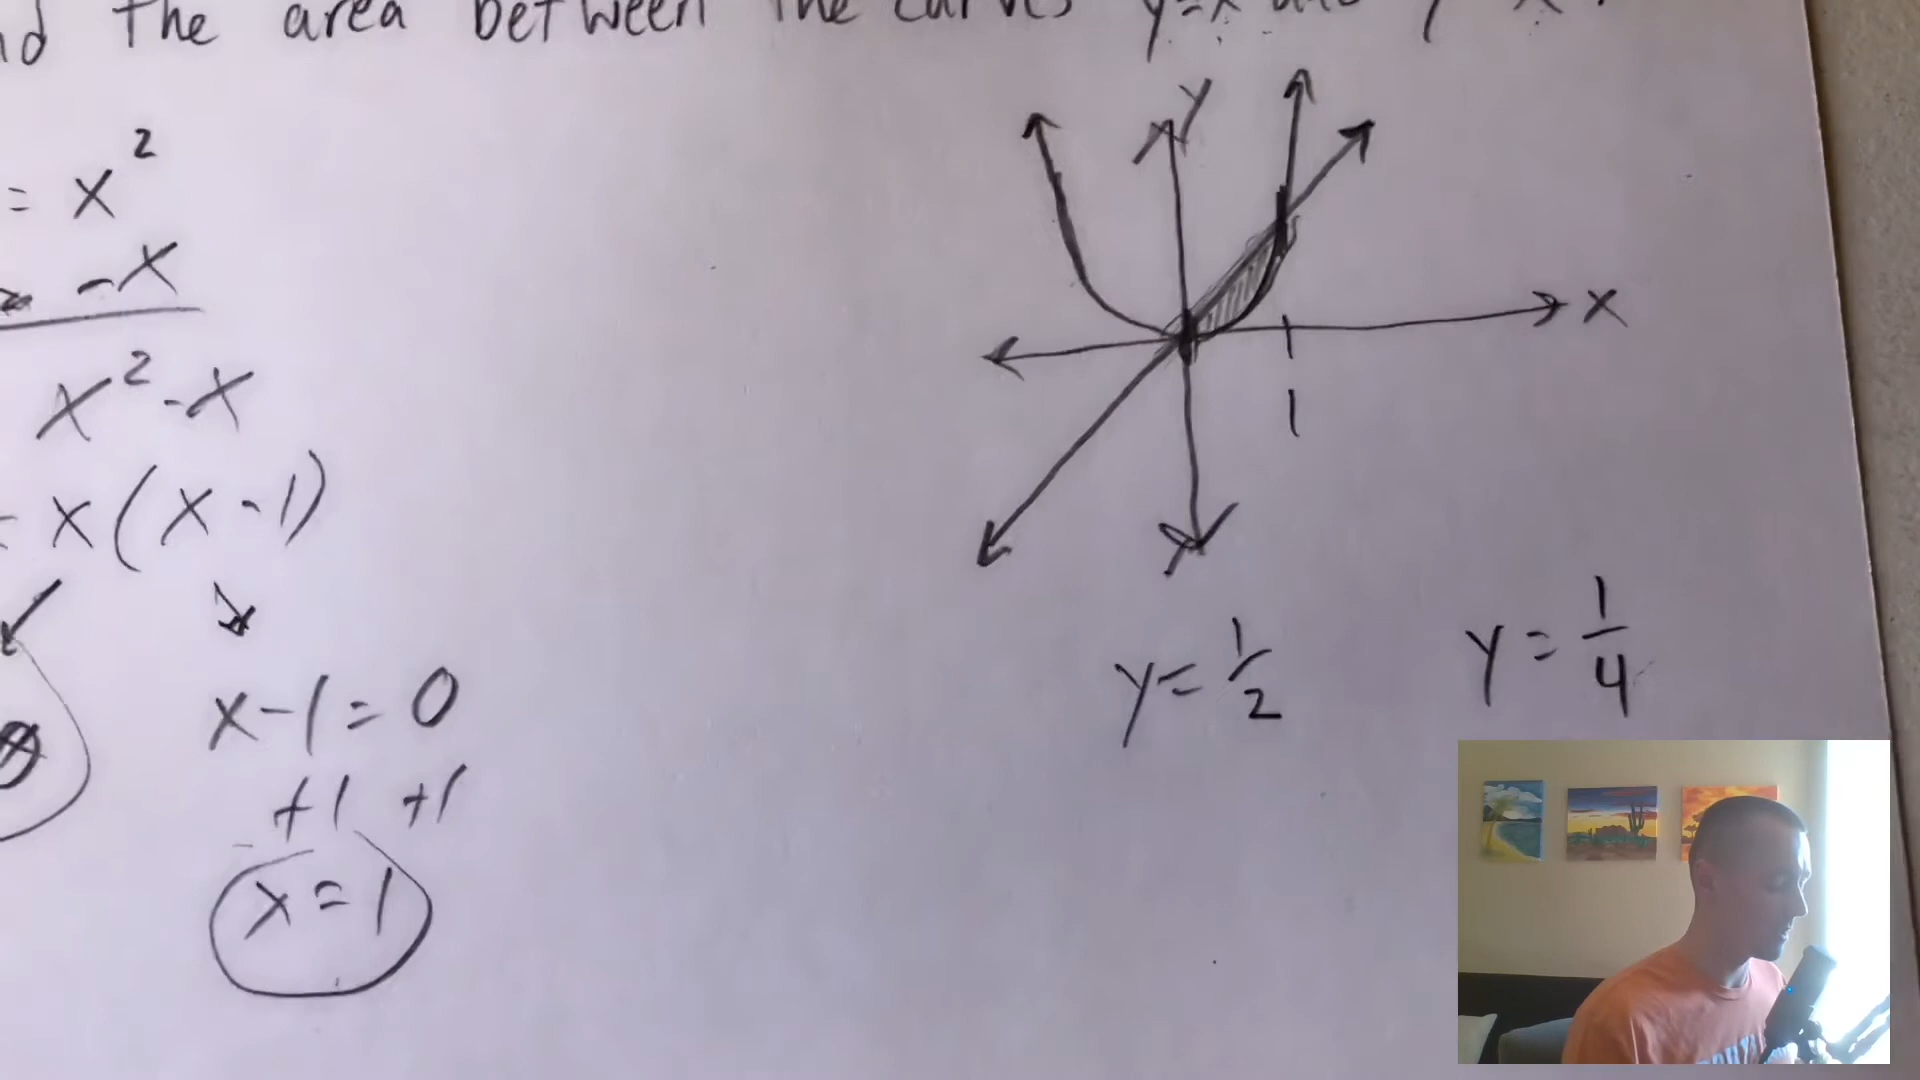 the area between the curves y=x
= x²
- x
x² - x
= x(x-1)
x-1=0
+1 +1
x=1
y
x
1
y=1/2 y=1/4